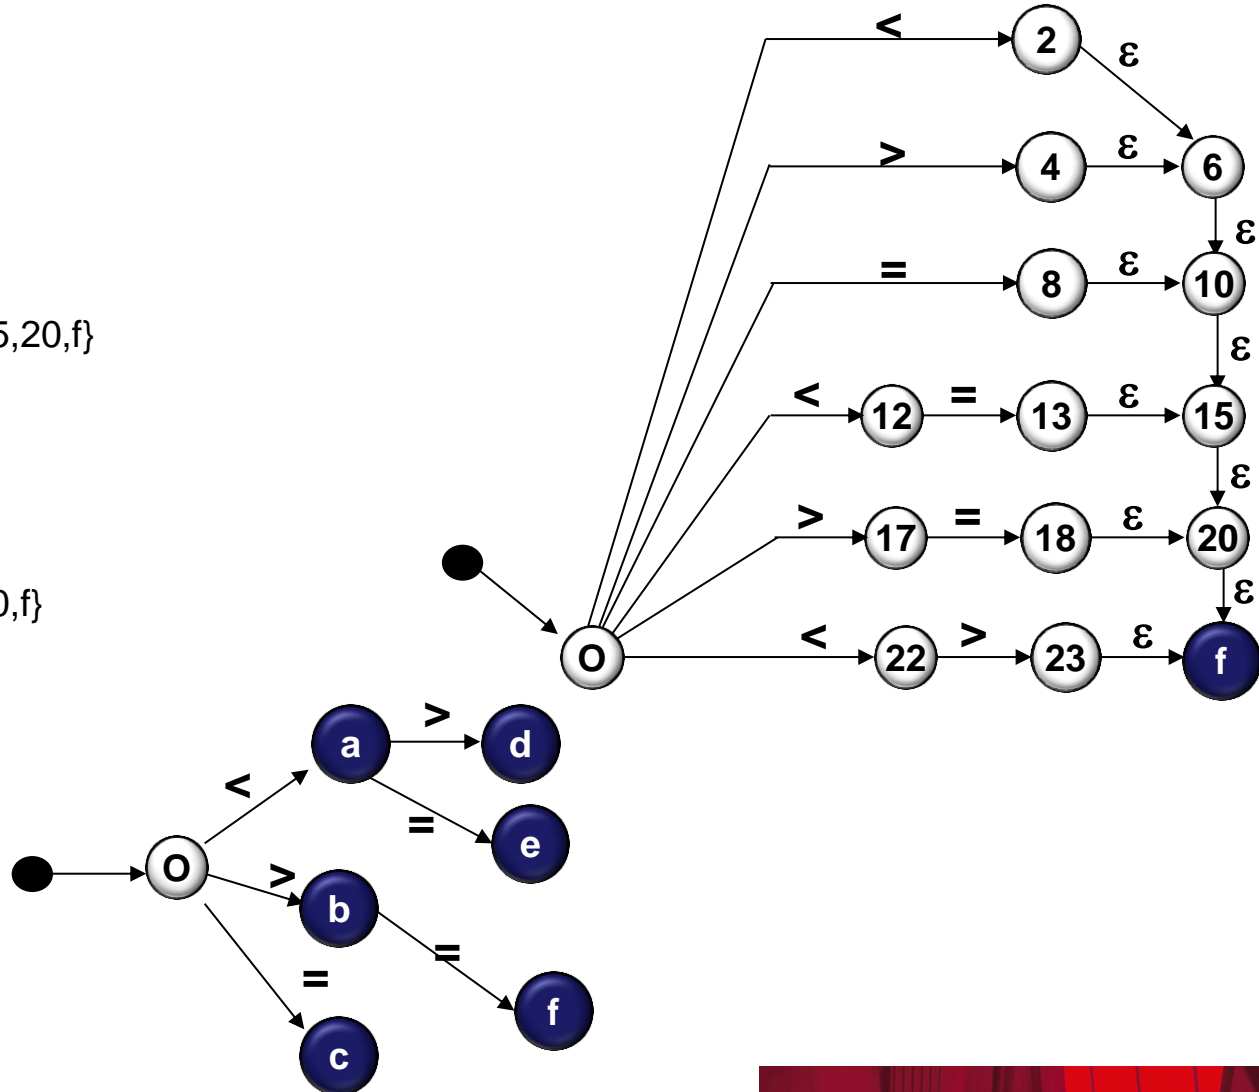 < 2 ε
> 4 ε 6
ε
= 8 ε 10
5,20,f}
ε
< 12 = 13 ε 15
ε
> 17 = 18 ε 20
0,f}
ε
O < 22 > 23 ε f
a > d
<
= e
O > b
=
= f
c